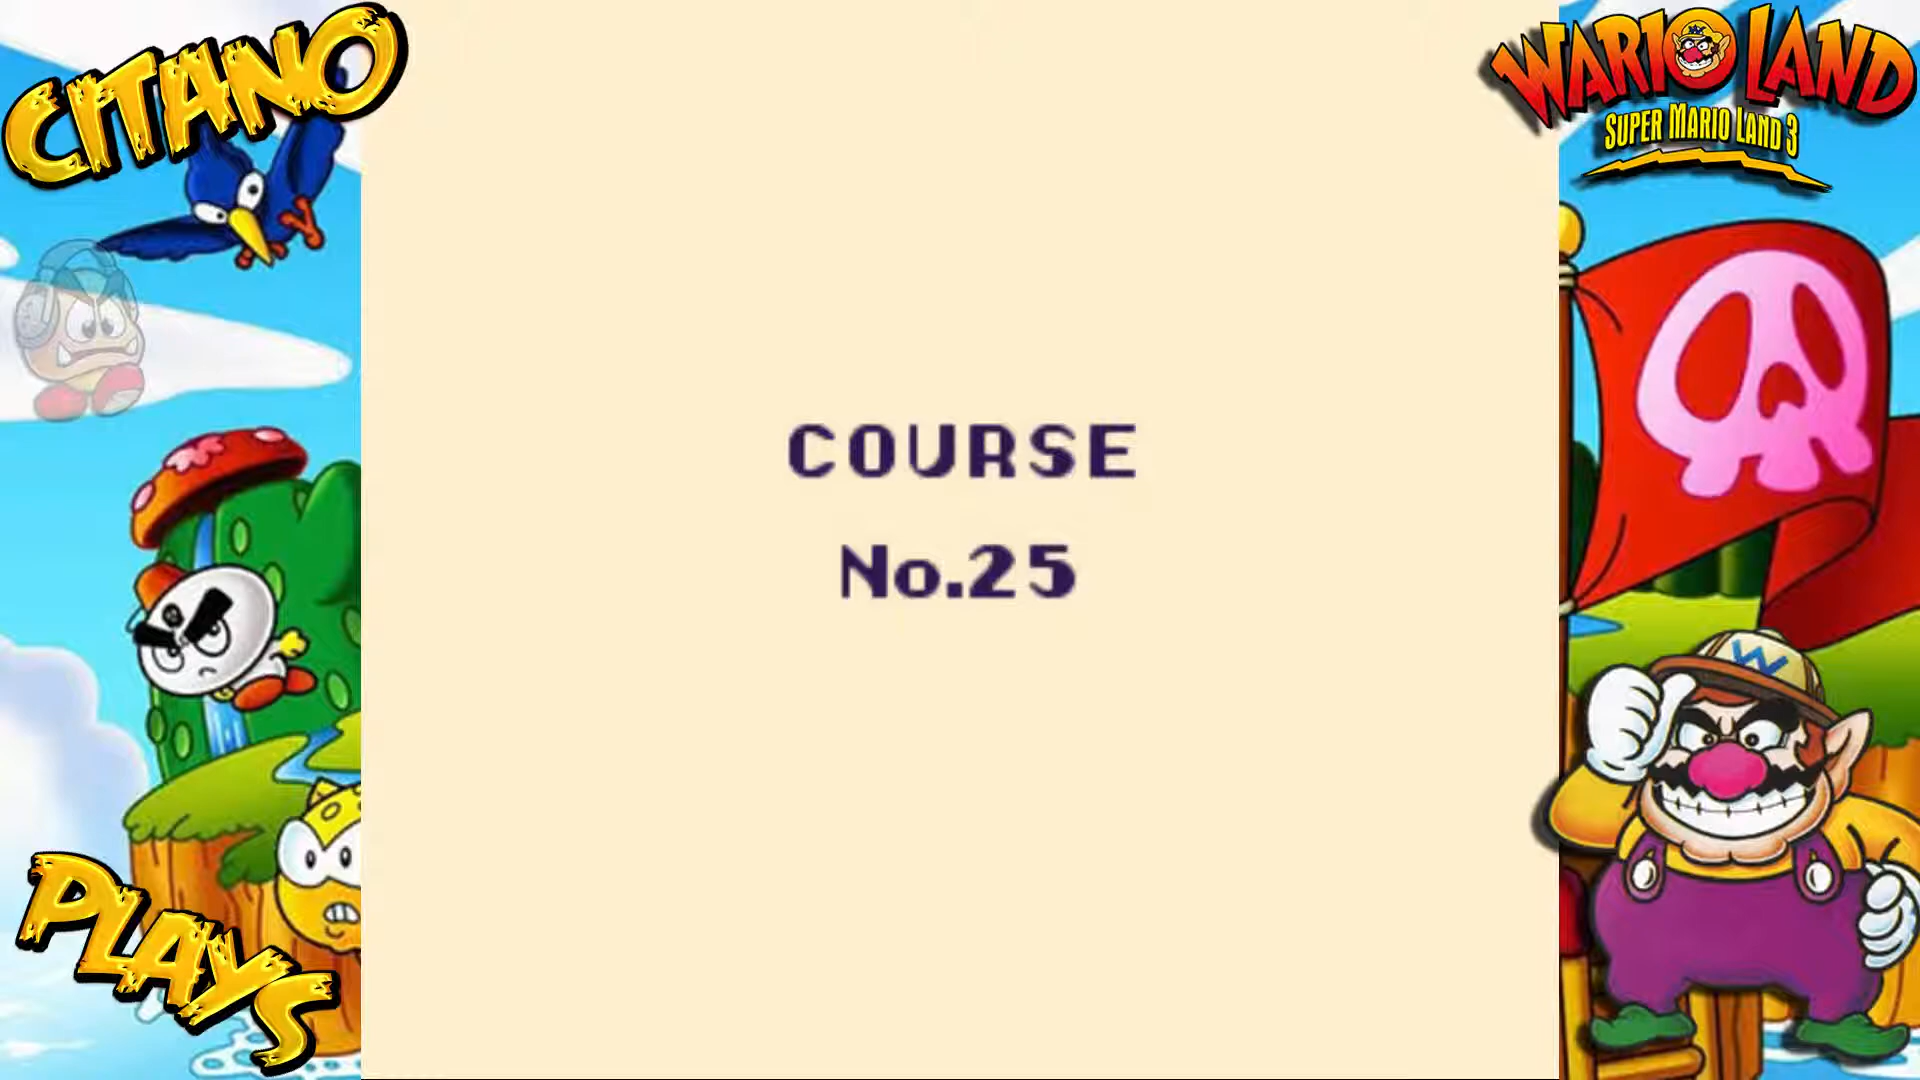 CITANO
WARIO LAND
SUPER MARIO LAND 3
COURSE
No.25
W
PLAYS